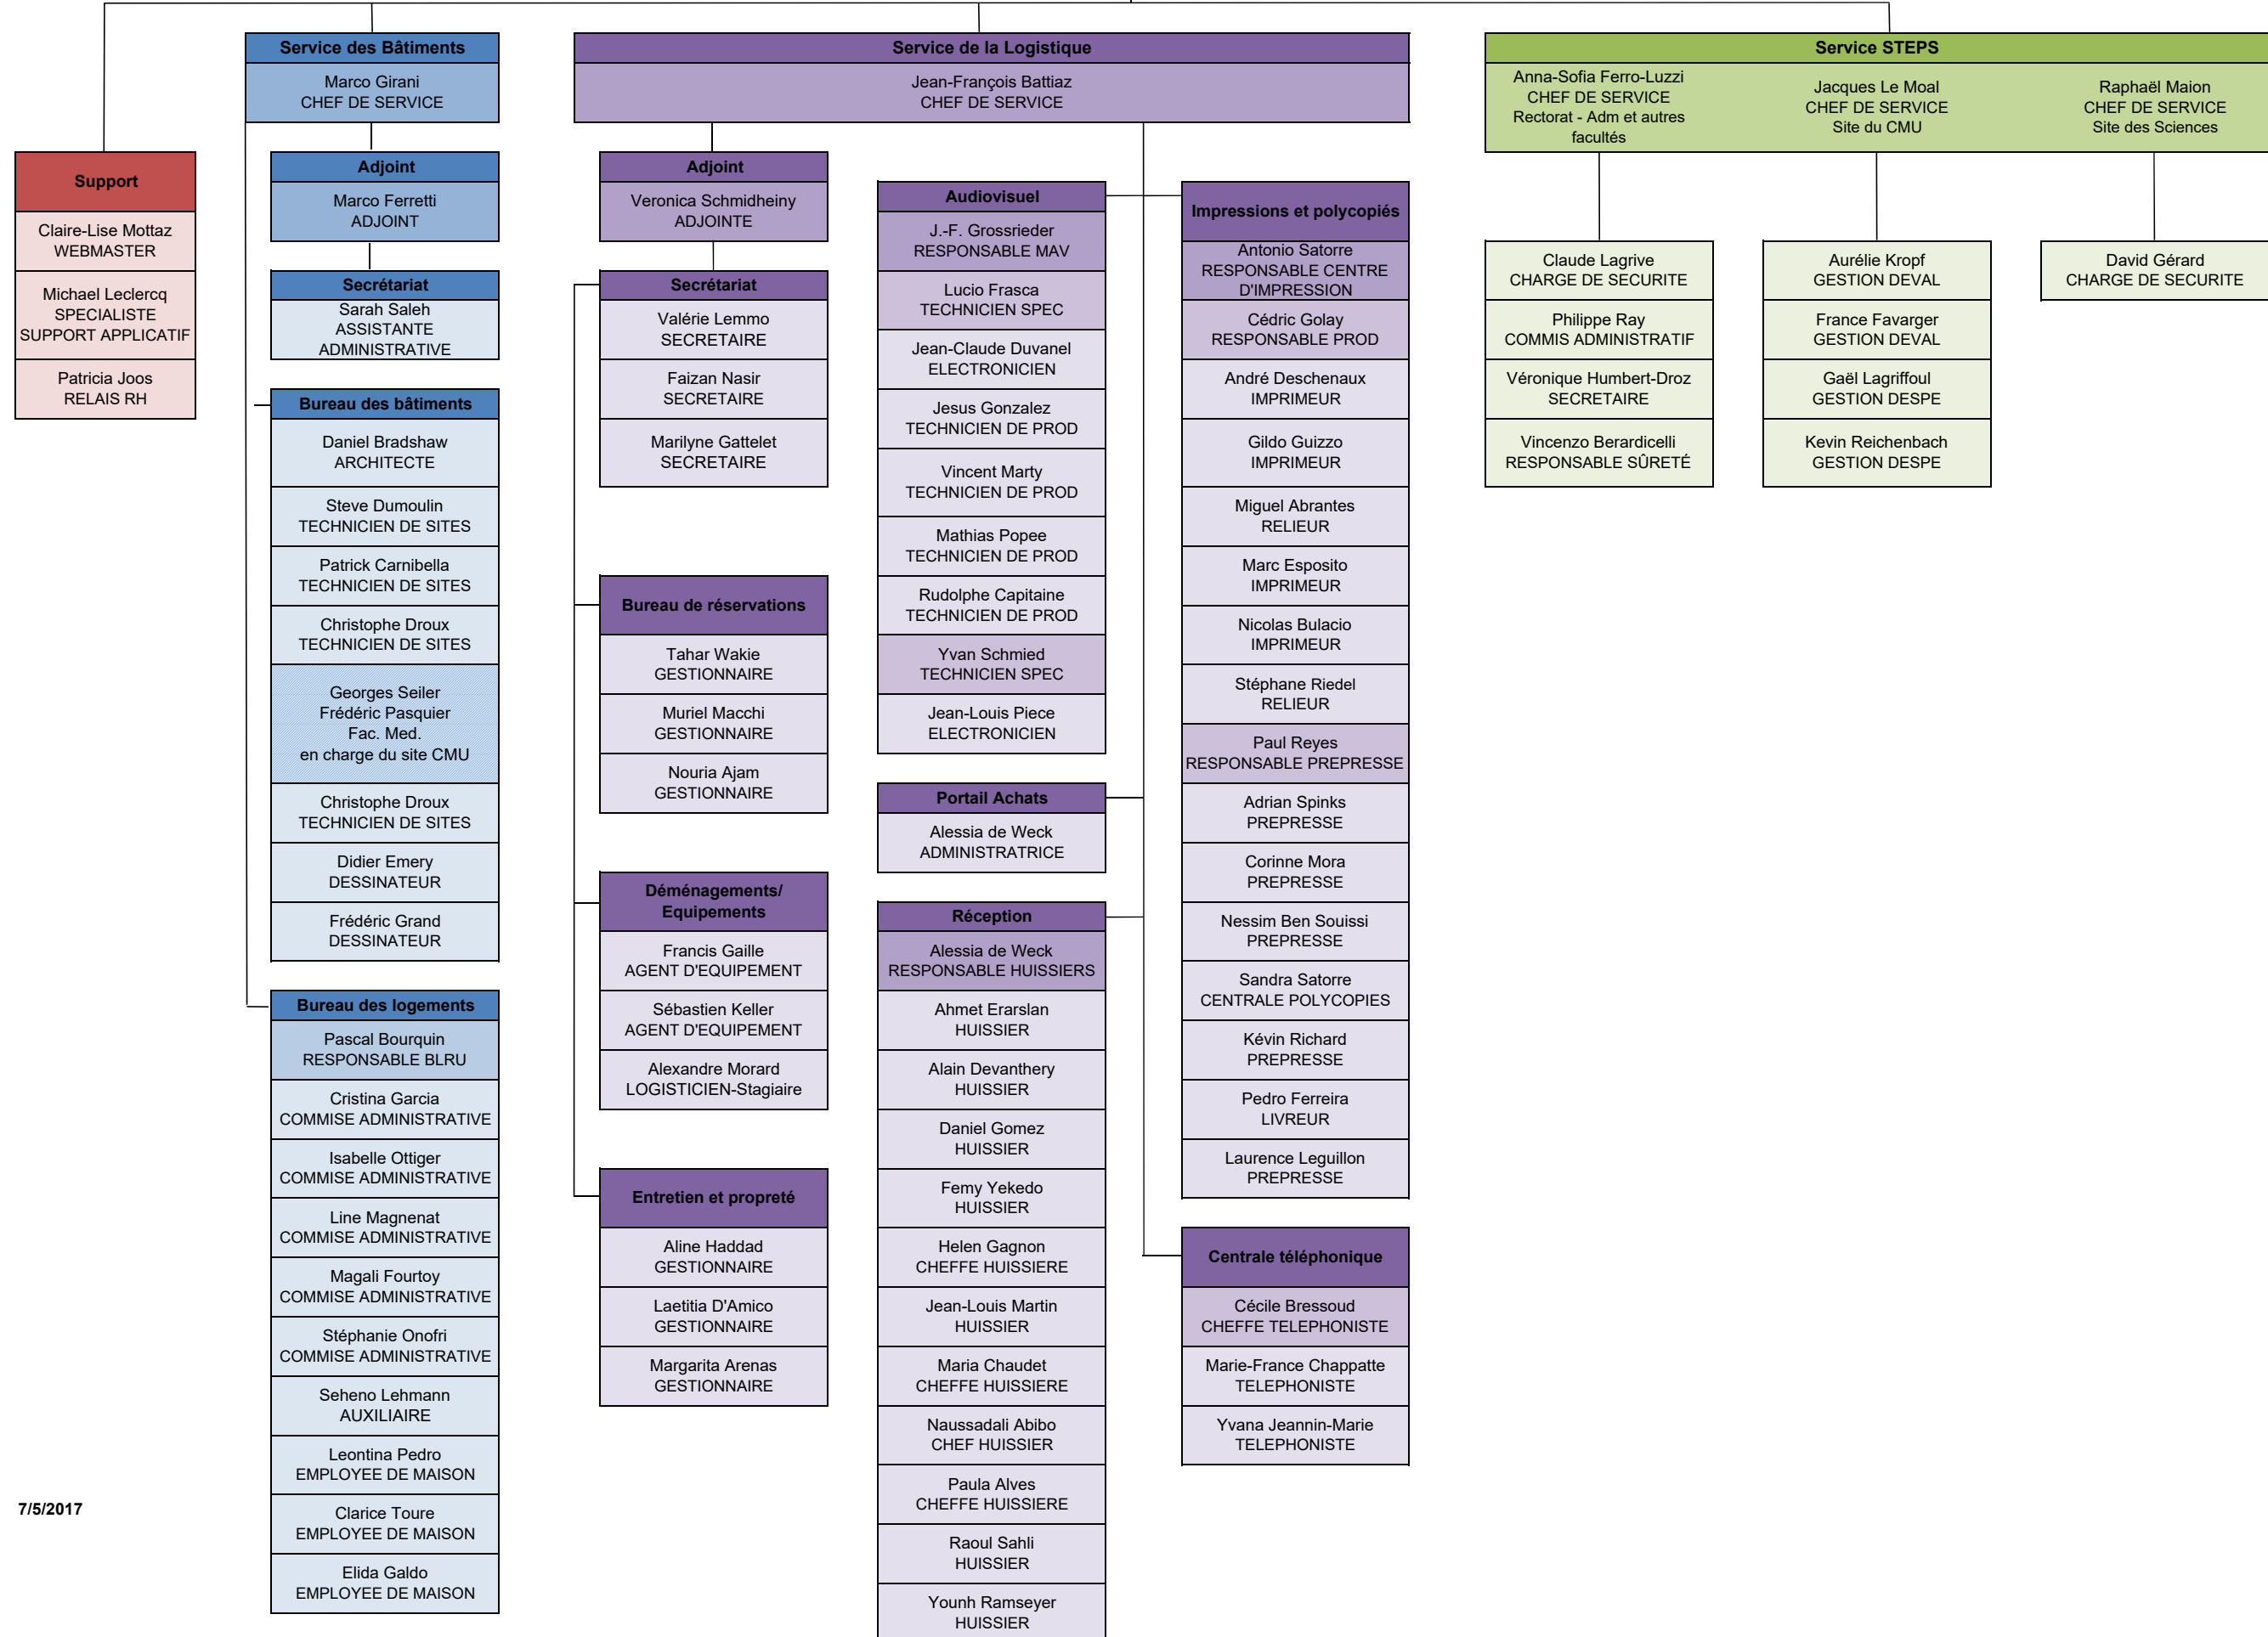 Service des Bâtiments
Marco Girani
CHEF DE SERVICE
Service de la Logistique
Jean-François Battiaz
CHEF DE SERVICE
Service STEPS
Anna-Sofia Ferro-Luzzi
CHEF DE SERVICE
Rectorat - Adm et autres
facultés
Jacques Le Moal
CHEF DE SERVICE
Site du CMU
Raphaël Maion
CHEF DE SERVICE
Site des Sciences
Support
Claire-Lise Mottaz
WEBMASTER
Michael Leclercq
SPECIALISTE
SUPPORT APPLICATIF
Patricia Joos
RELAIS RH
Adjoint
Marco Ferretti
ADJOINT
Secrétariat
Sarah Saleh
ASSISTANTE
ADMINISTRATIVE
Bureau des bâtiments
Daniel Bradshaw
ARCHITECTE
Steve Dumoulin
TECHNICIEN DE SITES
Patrick Carnibella
TECHNICIEN DE SITES
Christophe Droux
TECHNICIEN DE SITES
Georges Seiler
Frédéric Pasquier
Fac. Med.
en charge du site CMU
Christophe Droux
TECHNICIEN DE SITES
Didier Emery
DESSINATEUR
Frédéric Grand
DESSINATEUR
Bureau des logements
Pascal Bourquin
RESPONSABLE BLRU
Cristina Garcia
COMMISE ADMINISTRATIVE
Isabelle Ottiger
COMMISE ADMINISTRATIVE
Line Magnenat
COMMISE ADMINISTRATIVE
Magali Fourtoy
COMMISE ADMINISTRATIVE
Stéphanie Onofri
COMMISE ADMINISTRATIVE
Seheno Lehmann
AUXILIAIRE
Leontina Pedro
EMPLOYEE DE MAISON
Clarice Toure
EMPLOYEE DE MAISON
Elida Galdo
EMPLOYEE DE MAISON
Adjoint
Veronica Schmidheiny
ADJOINTE
Secrétariat
Valérie Lemmo
SECRETAIRE
Faizan Nasir
SECRETAIRE
Marilyne Gattelet
SECRETAIRE
Bureau de réservations
Tahar Wakie
GESTIONNAIRE
Muriel Macchi
GESTIONNAIRE
Nouria Ajam
GESTIONNAIRE
Déménagements/
Equipements
Francis Gaille
AGENT D'EQUIPEMENT
Sébastien Keller
AGENT D'EQUIPEMENT
Alexandre Morard
LOGISTICIEN-Stagiaire
Entretien et propreté
Aline Haddad
GESTIONNAIRE
Laetitia D'Amico
GESTIONNAIRE
Margarita Arenas
GESTIONNAIRE
Audiovisuel
J.-F. Grossrieder
RESPONSABLE MAV
Lucio Frasca
TECHNICIEN SPEC
Jean-Claude Duvanel
ELECTRONICIEN
Jesus Gonzalez
TECHNICIEN DE PROD
Vincent Marty
TECHNICIEN DE PROD
Mathias Popee
TECHNICIEN DE PROD
Rudolphe Capitaine
TECHNICIEN DE PROD
Yvan Schmied
TECHNICIEN SPEC
Jean-Louis Piece
ELECTRONICIEN
Portail Achats
Alessia de Weck
ADMINISTRATRICE
Réception
Alessia de Weck
RESPONSABLE HUISSIERS
Ahmet Erarslan
HUISSIER
Alain Devanthery
HUISSIER
Daniel Gomez
HUISSIER
Femy Yekedo
HUISSIER
Helen Gagnon
CHEFFE HUISSIERE
Jean-Louis Martin
HUISSIER
Maria Chaudet
CHEFFE HUISSIERE
Naussadali Abibo
CHEF HUISSIER
Paula Alves
CHEFFE HUISSIERE
Raoul Sahli
HUISSIER
Younh Ramseyer
HUISSIER
Impressions et polycopiés
Antonio Satorre
RESPONSABLE CENTRE
D'IMPRESSION
Cédric Golay
RESPONSABLE PROD
André Deschenaux
IMPRIMEUR
Gildo Guizzo
IMPRIMEUR
Miguel Abrantes
RELIEUR
Marc Esposito
IMPRIMEUR
Nicolas Bulacio
IMPRIMEUR
Stéphane Riedel
RELIEUR
Paul Reyes
RESPONSABLE PREPRESSE
Adrian Spinks
PREPRESSE
Corinne Mora
PREPRESSE
Nessim Ben Souissi
PREPRESSE
Sandra Satorre
CENTRALE POLYCOPIES
Kévin Richard
PREPRESSE
Pedro Ferreira
LIVREUR
Laurence Leguillon
PREPRESSE
Centrale téléphonique
Cécile Bressoud
CHEFFE TELEPHONISTE
Marie-France Chappatte
TELEPHONISTE
Yvana Jeannin-Marie
TELEPHONISTE
Claude Lagrive
CHARGE DE SECURITE
Philippe Ray
COMMIS ADMINISTRATIF
Véronique Humbert-Droz
SECRETAIRE
Vincenzo Berardicelli
RESPONSABLE SÛRETÉ
Aurélie Kropf
GESTION DEVAL
France Favarger
GESTION DEVAL
Gaël Lagriffoul
GESTION DESPE
Kevin Reichenbach
GESTION DESPE
David Gérard
CHARGE DE SECURITE
7/5/2017